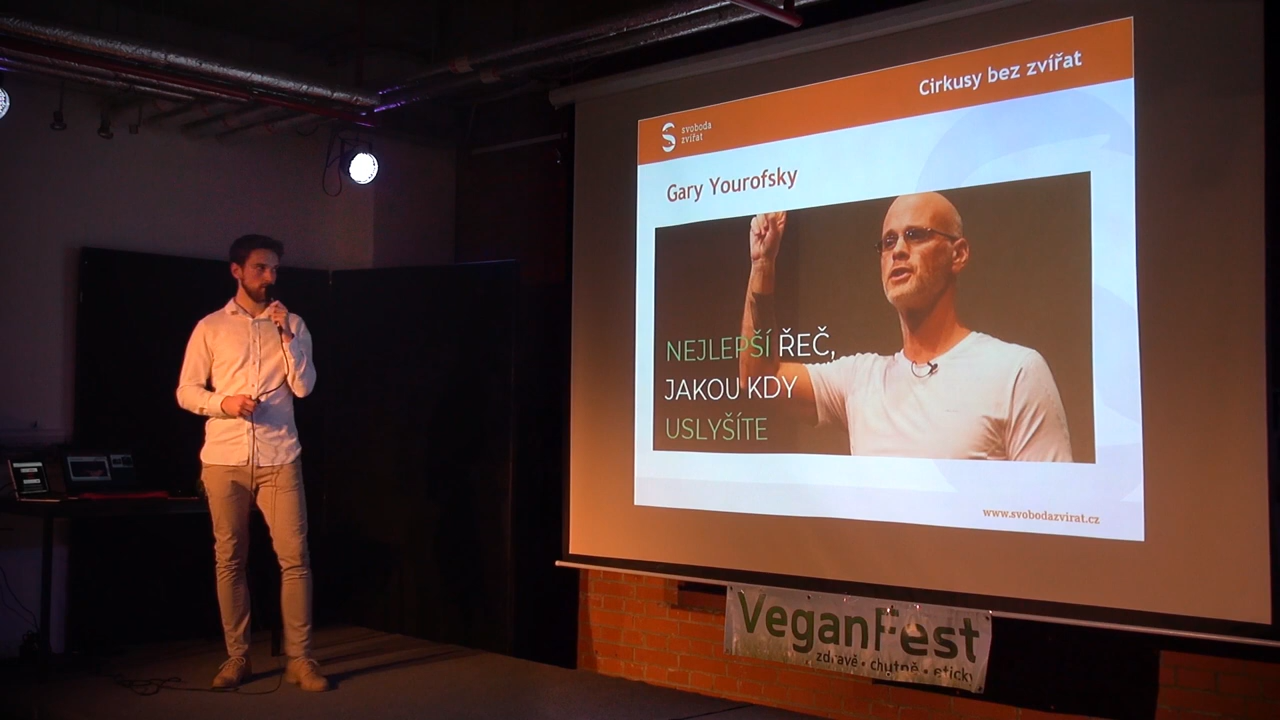 Cirkusy bez zvířat
svoboda
zvířat
Gary Yourofsky
NEJLEPŠÍ ŘEČ,
JAKOU KDY
USLYŠÍTE
www.svobodazvirat.cz
VeganFest
zdravě • chutně • eticky